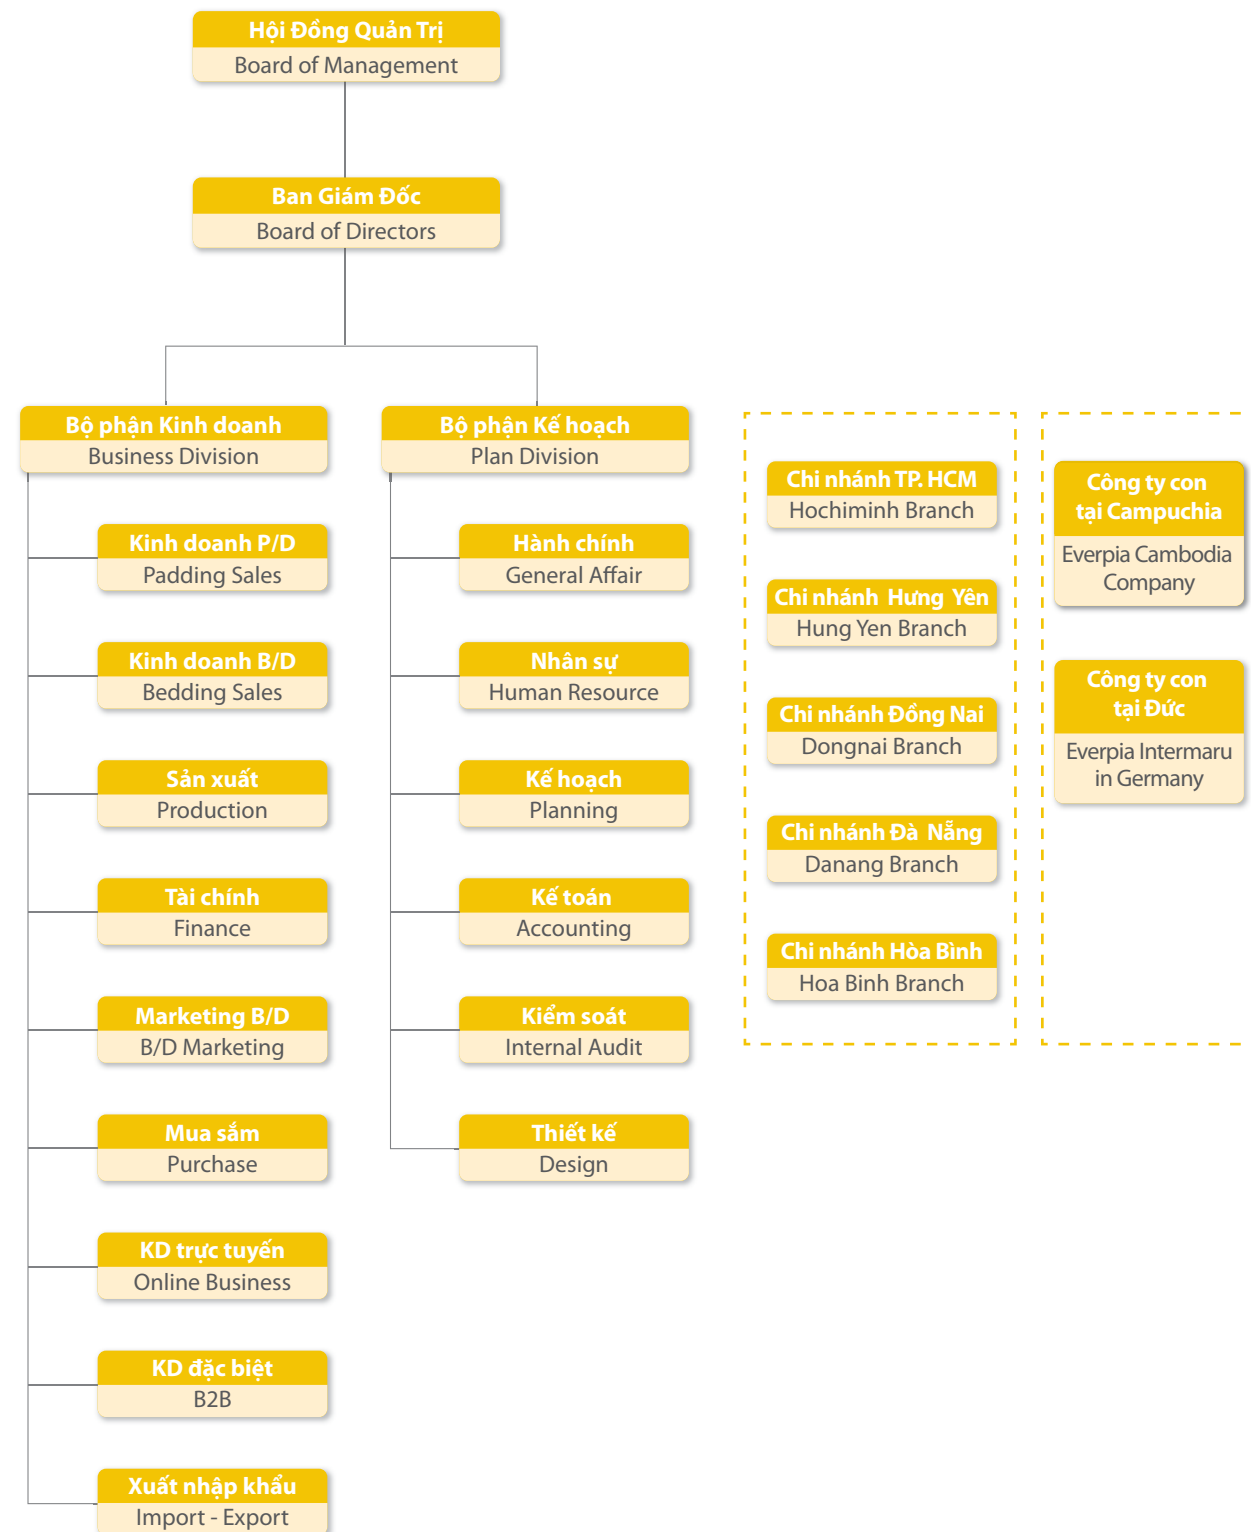 Hội Đồng Quản Trị
Board of Management
Ban Giám Đốc
Board of Directors
Bộ phận Kinh doanh
Business Division
Kinh doanh P/D
Padding Sales
Kinh doanh B/D
Bedding Sales
Sản xuất
Production
Tài chính
Finance
Marketing B/D
B/D Marketing
Mua sắm
Purchase
KD trực tuyến
Online Business
KD đặc biệt
B2B
Xuất nhập khẩu
Import - Export
Bộ phận Kế hoạch
Plan Division
Hành chính
General Affair
Nhân sự
Human Resource
Kế hoạch
Planning
Kế toán
Accounting
Kiểm soát
Internal Audit
Thiết kế
Design
Chi nhánh TP. HCM
Hochiminh Branch
Chi nhánh Hưng Yên
Hung Yen Branch
Chi nhánh Đồng Nai
Dongnai Branch
Chi nhánh Đà Nẵng
Danang Branch
Chi nhánh Hòa Bình
Hoa Binh Branch
Công ty con
tại Campuchia
Everpia Cambodia
Company
Công ty con
tại Đức
Everpia Intermaru
in Germany